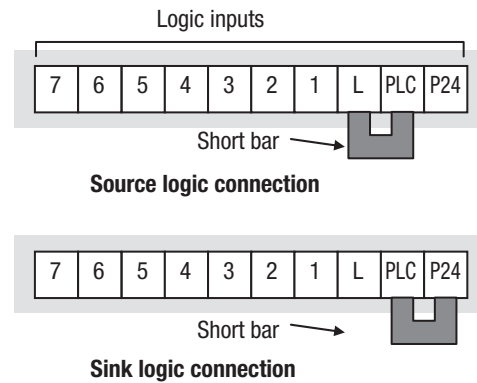 Logic inputs
7 6 5 4 3 2 1 L PLC P24
Short bar
Source logic connection
7 6 5 4 3 2 1 L PLC P24
Short bar
Sink logic connection